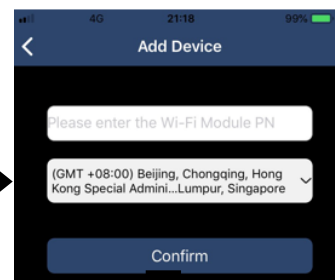 4G 21:18 99%
Add Device
Please enter the Wi-Fi Module PN
(GMT +08:00) Beijing, Chongqing, Hong
Kong Special Admini...Lumpur, Singapore
Confirm